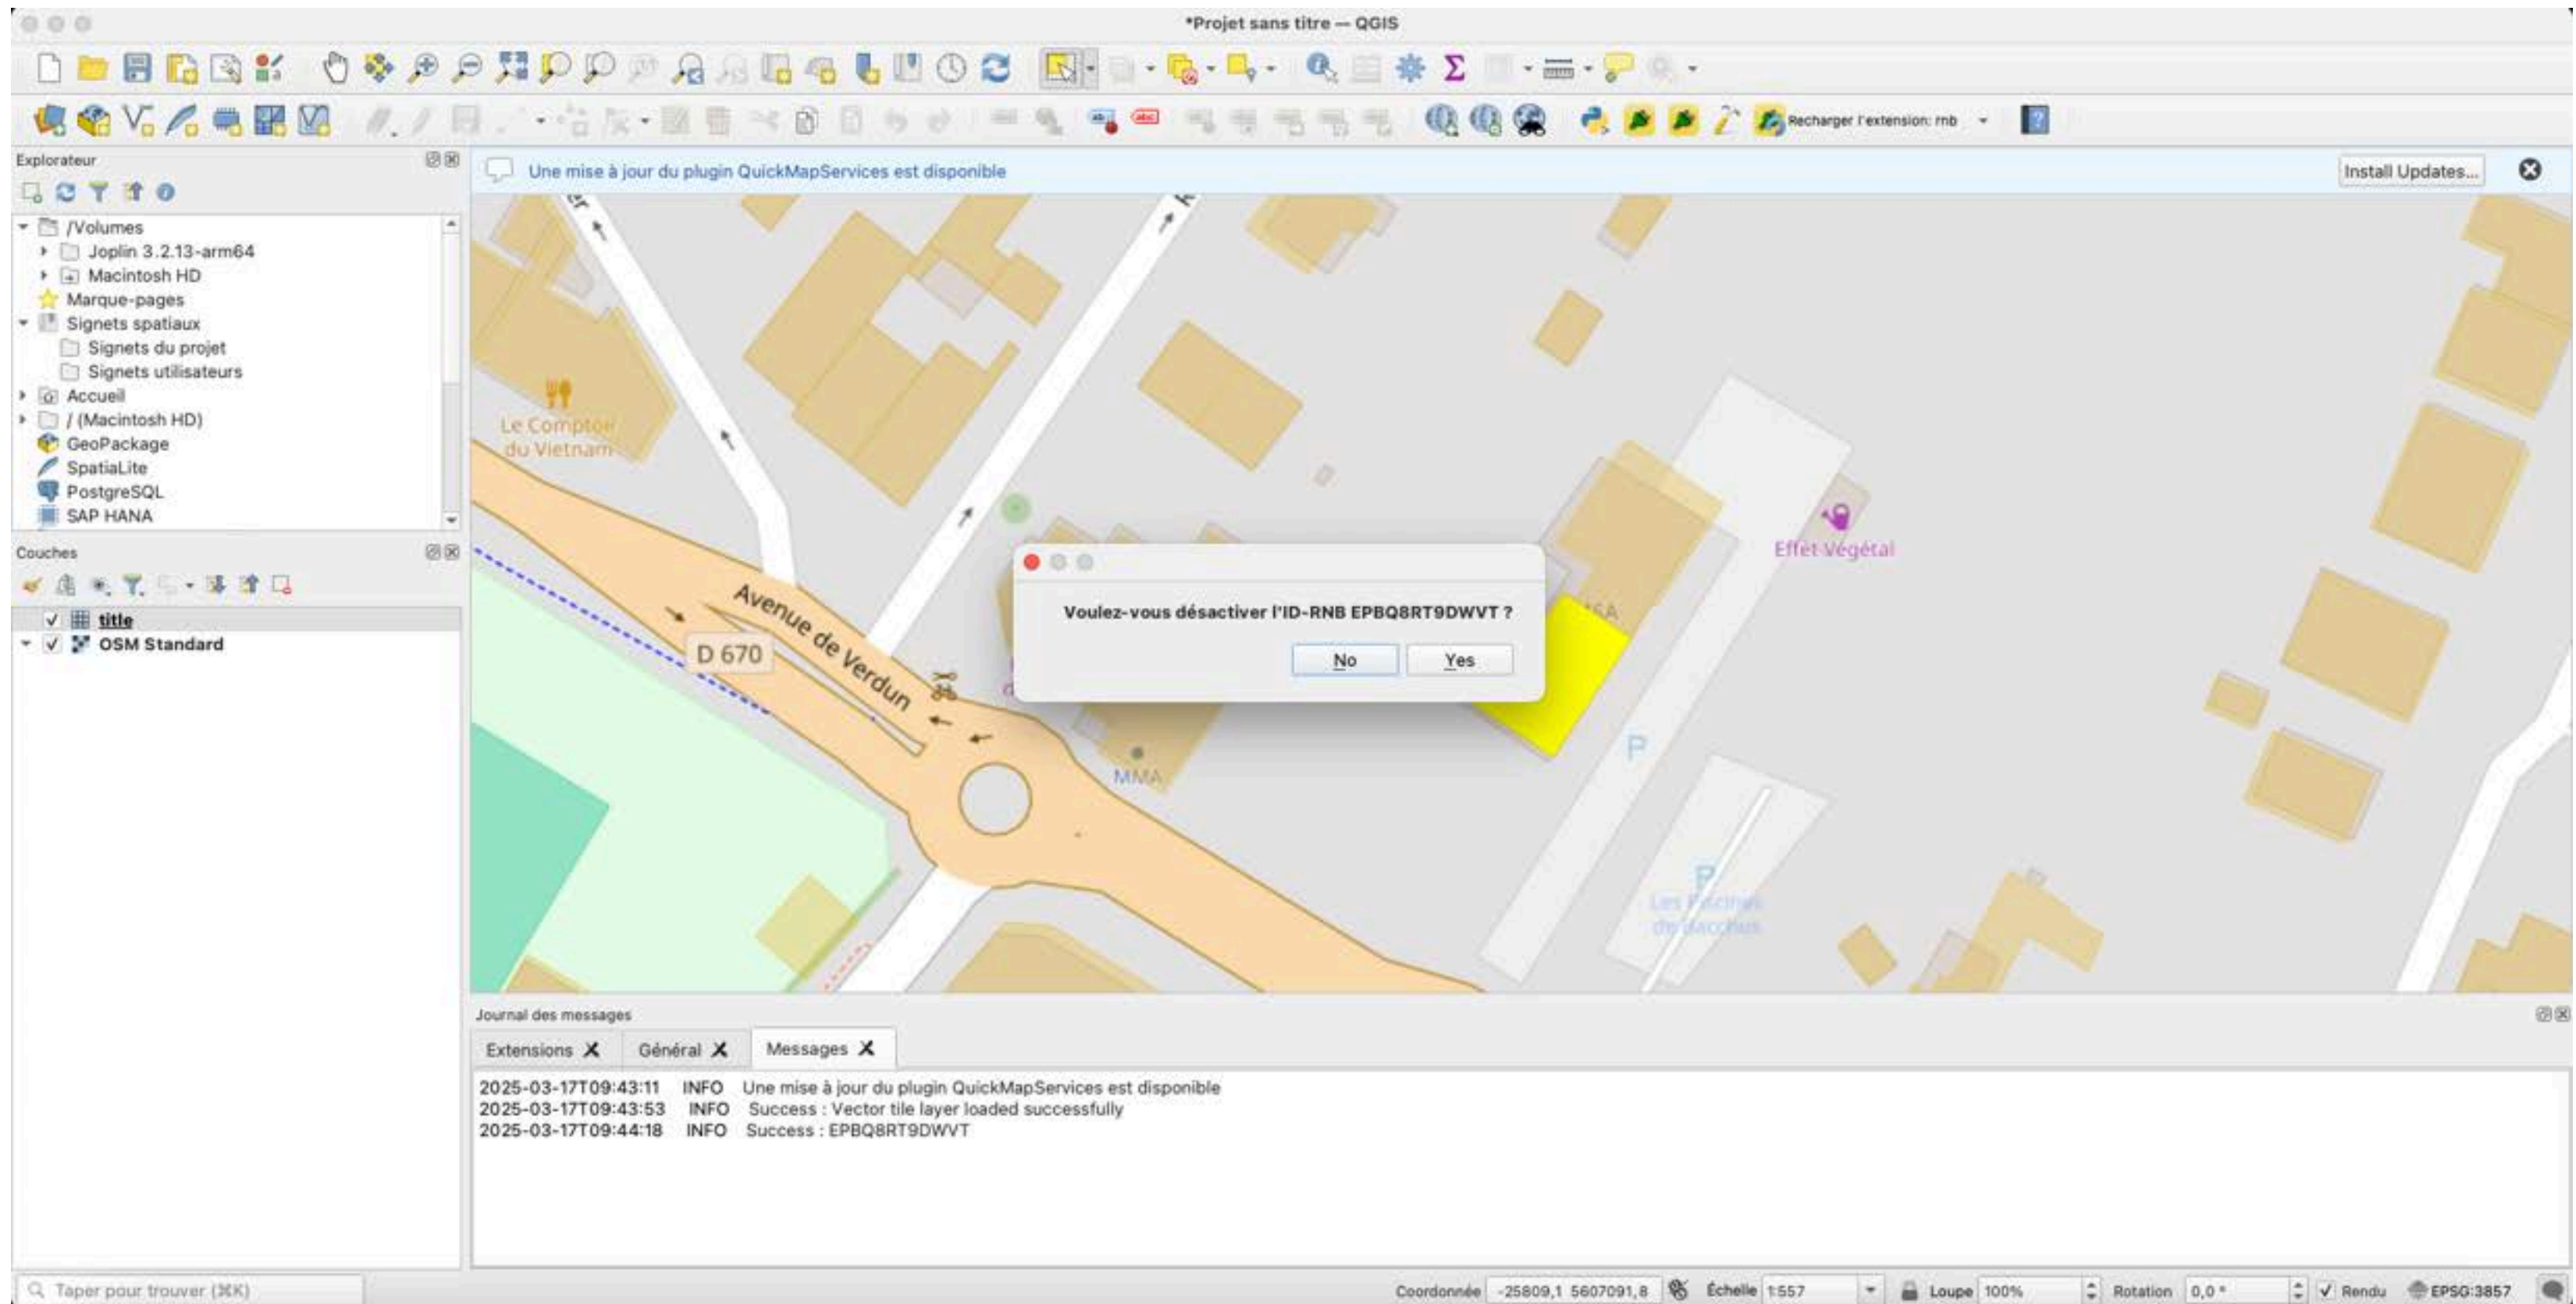 *Projet sans titre — QGIS
Recharger l'extension: rnb
Explorateur
Une mise à jour du plugin QuickMapServices est disponible
Install Updates...
/Volumes
Joplin 3.2.13-arm64
Macintosh HD
Marque-pages
Signets spatiaux
Signets du projet
Signets utilisateurs
Accueil
/ (Macintosh HD)
GeoPackage
SpatiaLite
PostgreSQL
SAP HANA
Couches
title
OSM Standard
Le Comptoir
du Vietnam
Effet Végétal
Avenue de Verdun
D 670
MMA
P
P
Les Piscines
de Bacchus
Voulez-vous désactiver l'ID-RNB EPBQ8RT9DWVT ?
No
Yes
Journal des messages
Extensions
Général
Messages
2025-03-17T09:43:11 INFO Une mise à jour du plugin QuickMapServices est disponible
2025-03-17T09:43:53 INFO Success : Vector tile layer loaded successfully
2025-03-17T09:44:18 INFO Success : EPBQ8RT9DWVT
Taper pour trouver (⌘K)
Coordonnée -25809,1 5607091,8
Échelle 1:557
Loupe 100%
Rotation 0,0 °
Rendu
EPSG:3857